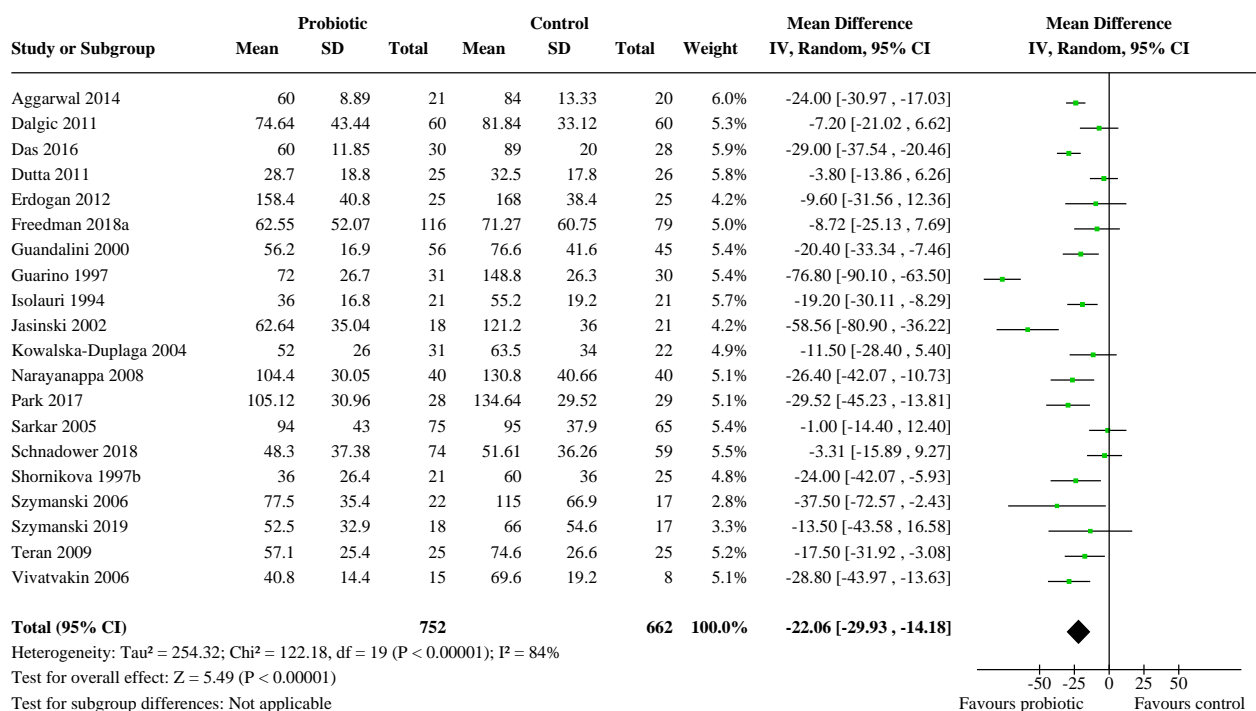 Probiotic Control Mean Difference Mean Difference
Study or Subgroup Mean SD Total Mean SD Total Weight IV, Random, 95% CI IV, Random, 95% CI
Aggarwal 2014 60 8.89 21 84 13.33 20 6.0% -24.00 [-30.97 , -17.03]
Dalgic 2011 74.64 43.44 60 81.84 33.12 60 5.3% -7.20 [-21.02 , 6.62]
Das 2016 60 11.85 30 89 20 28 5.9% -29.00 [-37.54 , -20.46]
Dutta 2011 28.7 18.8 25 32.5 17.8 26 5.8% -3.80 [-13.86 , 6.26]
Erdogan 2012 158.4 40.8 25 168 38.4 25 4.2% -9.60 [-31.56 , 12.36]
Freedman 2018a 62.55 52.07 116 71.27 60.75 79 5.0% -8.72 [-25.13 , 7.69]
Guandalini 2000 56.2 16.9 56 76.6 41.6 45 5.4% -20.40 [-33.34 , -7.46]
Guarino 1997 72 26.7 31 148.8 26.3 30 5.4% -76.80 [-90.10 , -63.50]
Isolauri 1994 36 16.8 21 55.2 19.2 21 5.7% -19.20 [-30.11 , -8.29]
Jasinski 2002 62.64 35.04 18 121.2 36 21 4.2% -58.56 [-80.90 , -36.22]
Kowalska-Duplaga 2004 52 26 31 63.5 34 22 4.9% -11.50 [-28.40 , 5.40]
Narayanappa 2008 104.4 30.05 40 130.8 40.66 40 5.1% -26.40 [-42.07 , -10.73]
Park 2017 105.12 30.96 28 134.64 29.52 29 5.1% -29.52 [-45.23 , -13.81]
Sarkar 2005 94 43 75 95 37.9 65 5.4% -1.00 [-14.40 , 12.40]
Schnadower 2018 48.3 37.38 74 51.61 36.26 59 5.4% -3.31 [-15.89 , 9.27]
Shornikova 1997b 36 26.4 21 60 36 25 4.8% -24.00 [-42.07 , -5.93]
Szymanski 2006 77.5 35.4 22 115 66.9 17 2.8% -37.50 [-72.57 , -2.43]
Szymanski 2019 52.5 32.9 18 66 54.6 17 3.3% -13.50 [-43.58 , 16.58]
Teran 2009 57.1 25.4 25 74.6 26.6 25 5.2% -17.50 [-31.92 , -3.08]
Vivatvakin 2006 40.8 14.4 15 69.6 19.2 8 5.1% -28.80 [-43.97 , -13.63]
Total (95% CI) 752 662 100.0% -22.06 [-29.93 , -14.18]
Heterogeneity: Tau² = 254.32; Chi² = 122.18, df = 19 (P < 0.00001); I² = 84%
Test for overall effect: Z = 5.49 (P < 0.00001) -50 -25 0 25 50
Test for subgroup differences: Not applicable Favours probiotic Favours control